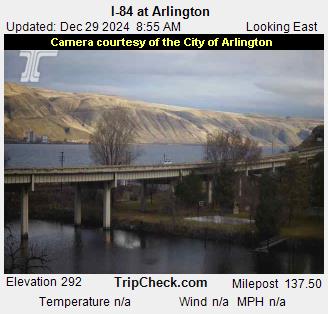 I-84 at Arlington
Updated: Dec 29 2024 8:55 AM Looking East
Camera courtesy of the City of Arlington
Elevation 292 TripCheck.com Milepost 137.50
Temperature n/a Wind n/a MPH n/a